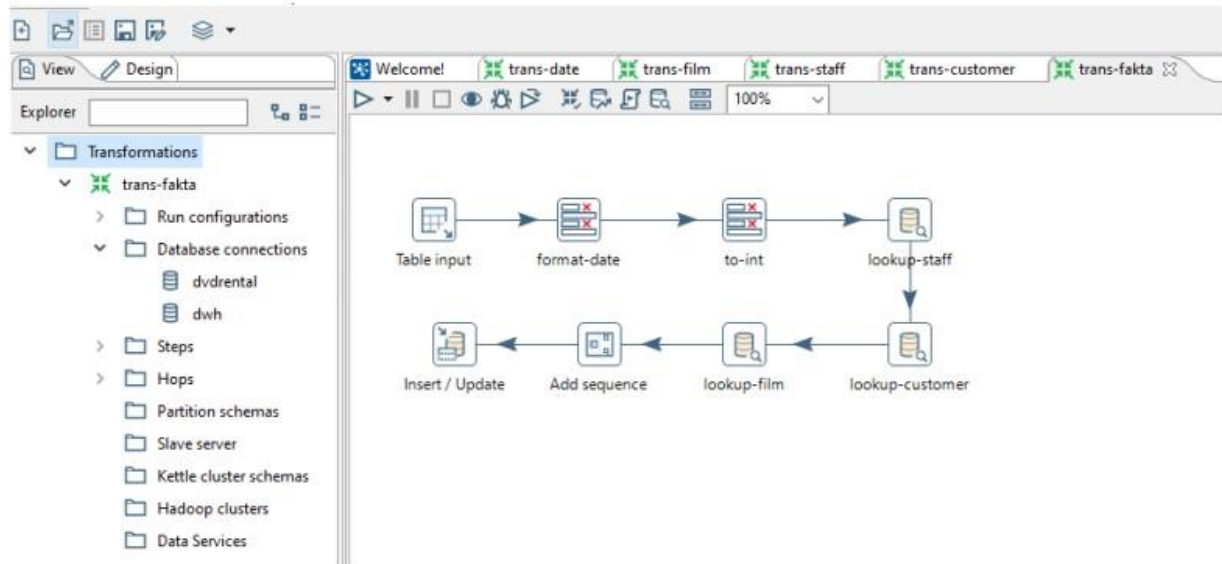 View Design
Welcome! trans-date trans-film trans-staff trans-customer trans-fakta
Explorer
100%
Transformations
trans-fakta
Run configurations
Database connections
dvdrental
dwh
Steps
Hops
Partition schemas
Slave server
Kettle cluster schemas
Hadoop clusters
Data Services
Table input format-date to-int lookup-staff
Insert / Update Add sequence lookup-film lookup-customer